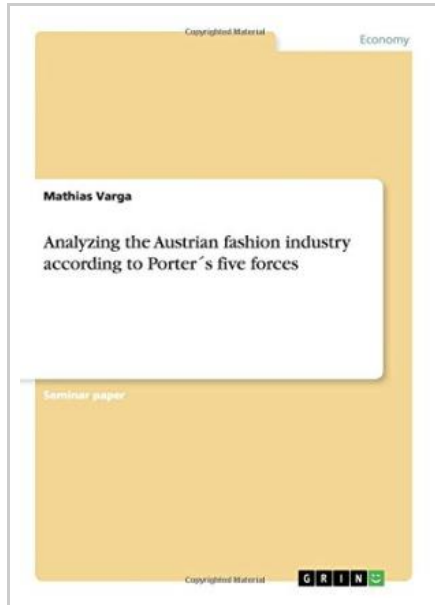 Copyrighted Material
Economy
Mathias Varga
Analyzing the Austrian fashion industry
according to Porter´s five forces
Seminar paper
Copyrighted Material
GRIN